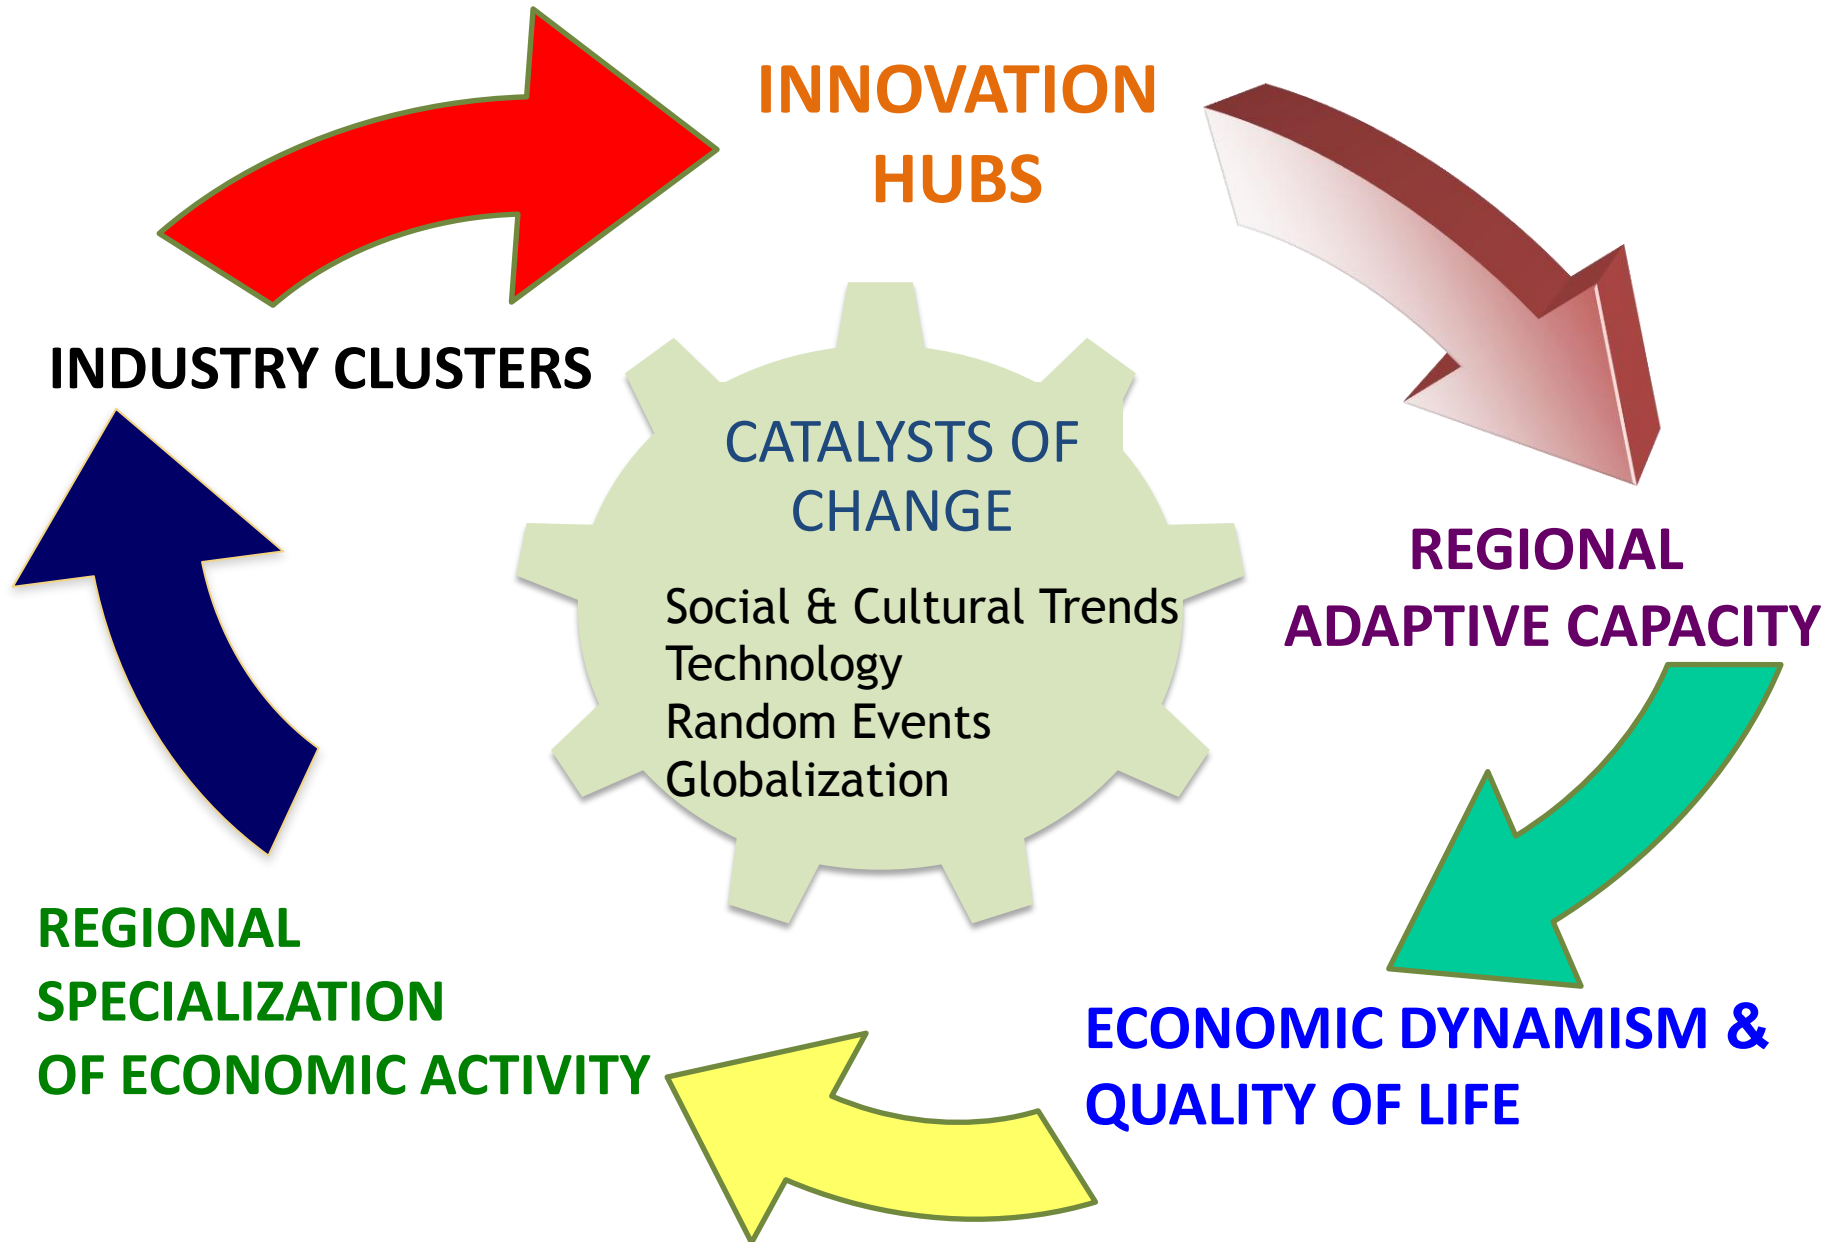 INNOVATION
HUBS
INDUSTRY CLUSTERS
CATALYSTS OF
CHANGE
Social & Cultural Trends
Technology
Random Events
Globalization
REGIONAL
ADAPTIVE CAPACITY
REGIONAL
SPECIALIZATION
OF ECONOMIC ACTIVITY
ECONOMIC DYNAMISM &
QUALITY OF LIFE